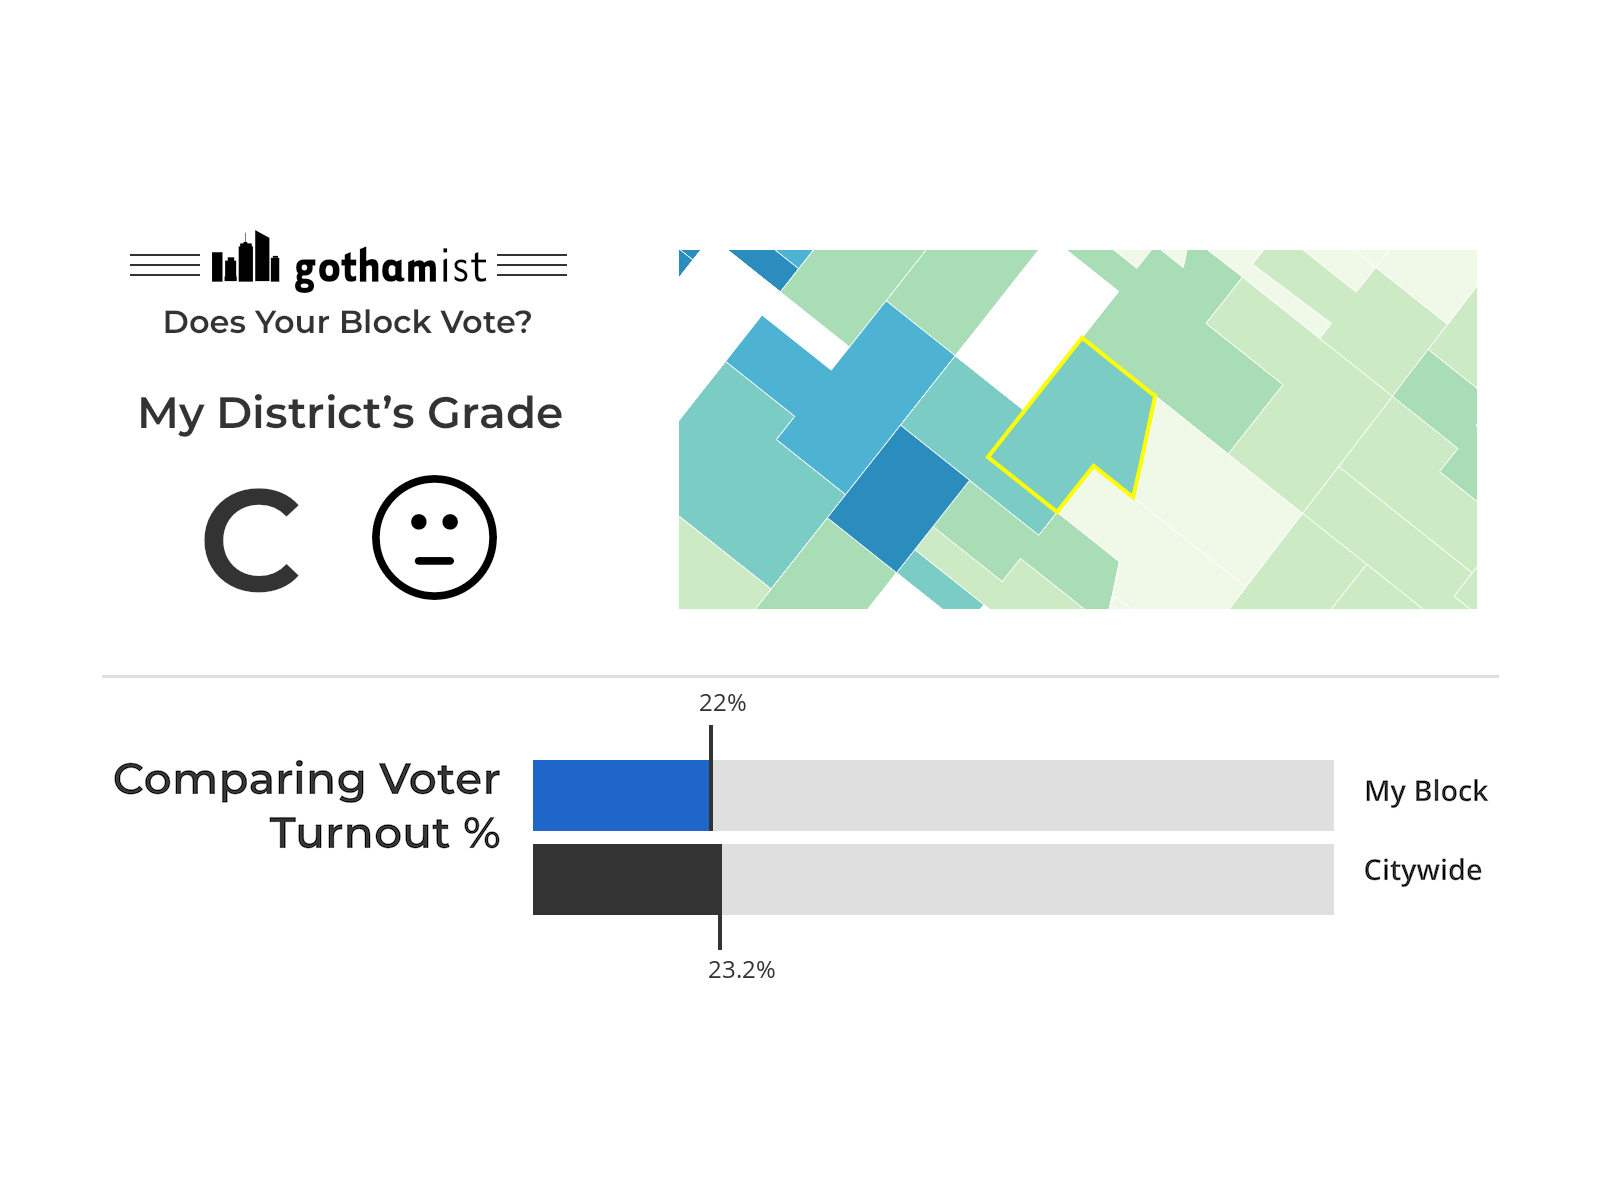 gothamist
Does Your Block Vote?
My District's Grade
C
22%
Comparing Voter
Turnout %
My Block
Citywide
23.2%